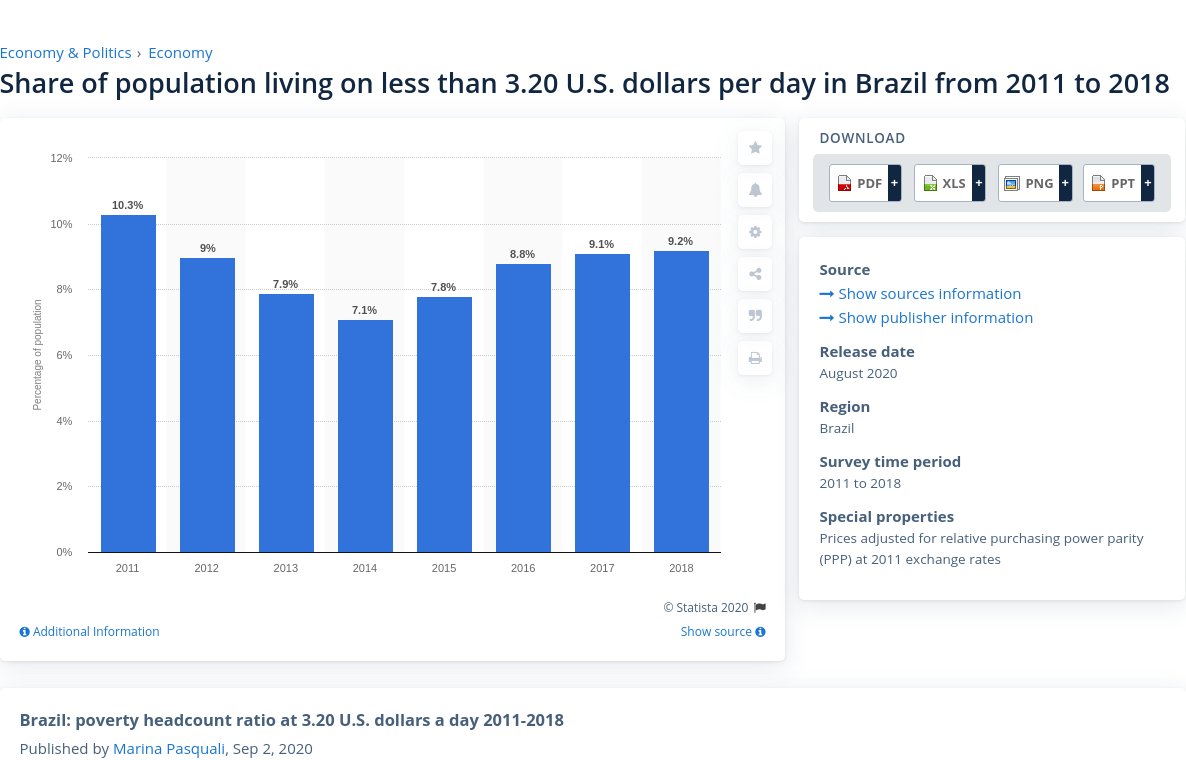 Economy & Politics › Economy
Share of population living on less than 3.20 U.S. dollars per day in Brazil from 2011 to 2018
12%
10%
8%
6%
4%
2%
0%
Percentage of population
10.3%
9%
7.9%
7.1%
7.8%
8.8%
9.1%
9.2%
2011 2012 2013 2014 2015 2016 2017 2018
© Statista 2020
Additional Information
Show source
DOWNLOAD
PDF + XLS + PNG + PPT +
Source
Show sources information
Show publisher information
Release date
August 2020
Region
Brazil
Survey time period
2011 to 2018
Special properties
Prices adjusted for relative purchasing power parity
(PPP) at 2011 exchange rates
Brazil: poverty headcount ratio at 3.20 U.S. dollars a day 2011-2018
Published by Marina Pasquali, Sep 2, 2020